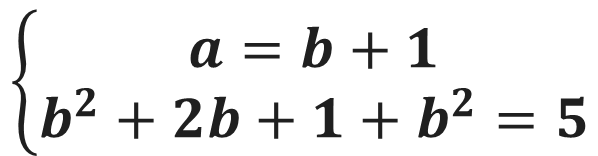 a = b + 1
b² + 2b + 1 + b² = 5